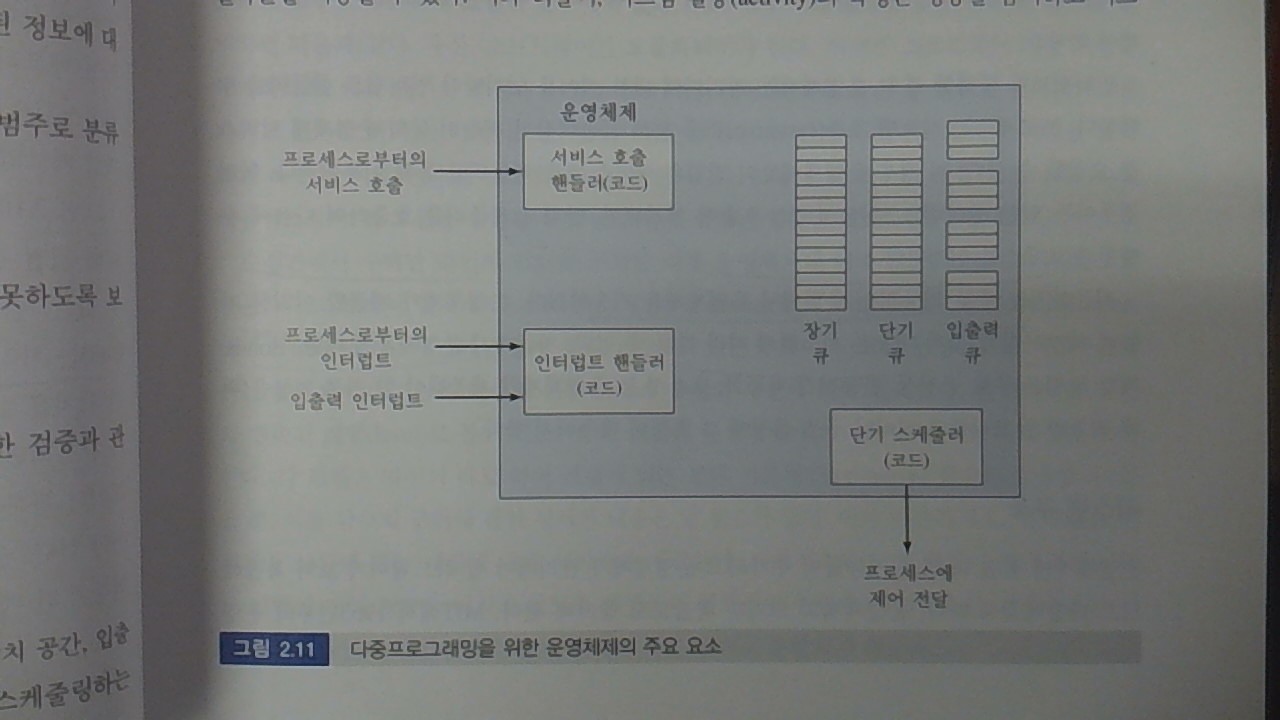 된 정보에 대
범주로 분류
못하도록 보
한 검증과 관
치 공간, 입출
스케줄링하는
(activity)의
운영체제
프로세스로부터의
서비스 호출
서비스 호출
핸들러(코드)
프로세스로부터의
인터럽트
입출력 인터럽트
인터럽트 핸들러
(코드)
장기
큐
단기
큐
입출력
큐
단기 스케줄러
(코드)
프로세스에
제어 전달
그림 2.11 다중프로그래밍을 위한 운영체제의 주요 요소